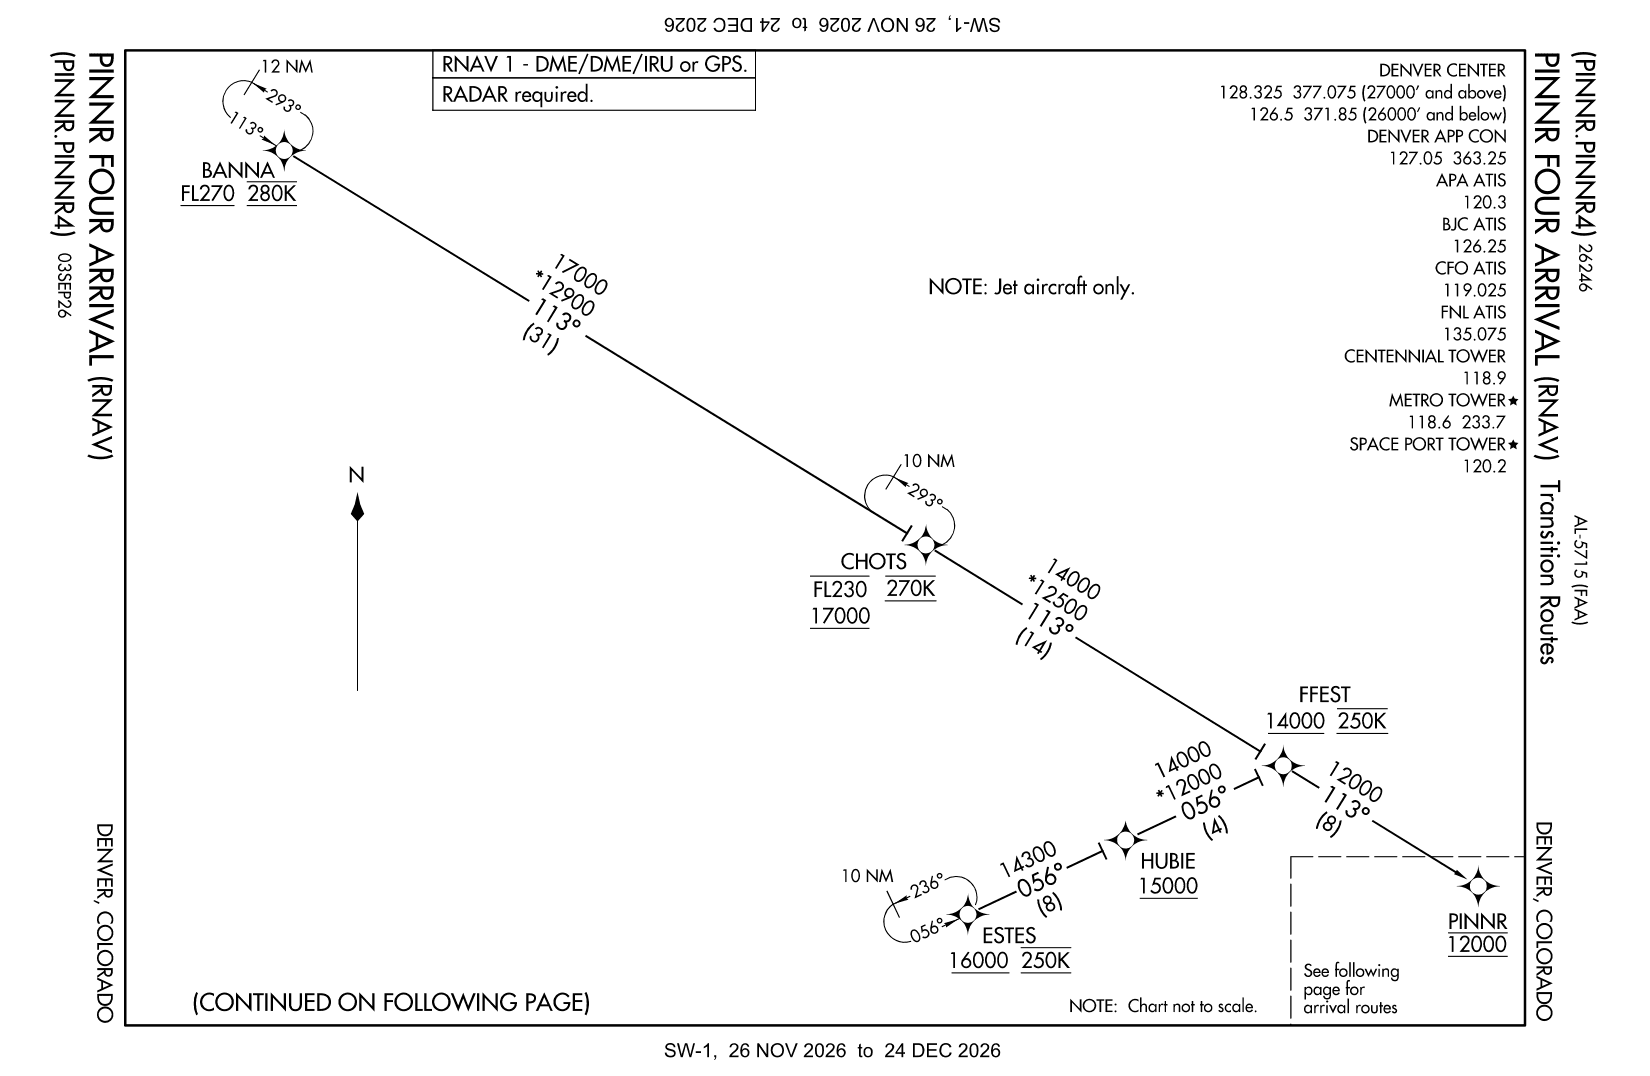 SW-1, 26 NOV 2026 to 24 DEC 2026
PINNR FOUR ARRIVAL (RNAV)
(PINNR.PINNR4) 03SEP26
DENVER, COLORADO
(PINNR.PINNR4) 26246
PINNR FOUR ARRIVAL (RNAV) Transition Routes
AL-5715 (FAA)
DENVER, COLORADO
RNAV 1 - DME/DME/IRU or GPS.
RADAR required.
DENVER CENTER
128.325 377.075 (27000' and above)
126.5 371.85 (26000' and below)
DENVER APP CON
127.05 363.25
APA ATIS
120.3
BJC ATIS
126.25
CFO ATIS
119.025
FNL ATIS
135.075
CENTENNIAL TOWER
118.9
METRO TOWER★
118.6 233.7
SPACE PORT TOWER★
120.2
12 NM
293°
113°
BANNA
FL270 280K
17000
*12900
113°
(31)
NOTE: Jet aircraft only.
N
10 NM
293°
CHOTS
FL230 270K
17000
14000
*12500
113°
(14)
FFEST
14000 250K
14000
*12000
056°
(4)
12000
113°
(8)
HUBIE
15000
14300
056°
(8)
10 NM
236°
056°
ESTES
16000 250K
PINNR
12000
See following
page for
arrival routes
(CONTINUED ON FOLLOWING PAGE)
NOTE: Chart not to scale.
SW-1, 26 NOV 2026 to 24 DEC 2026